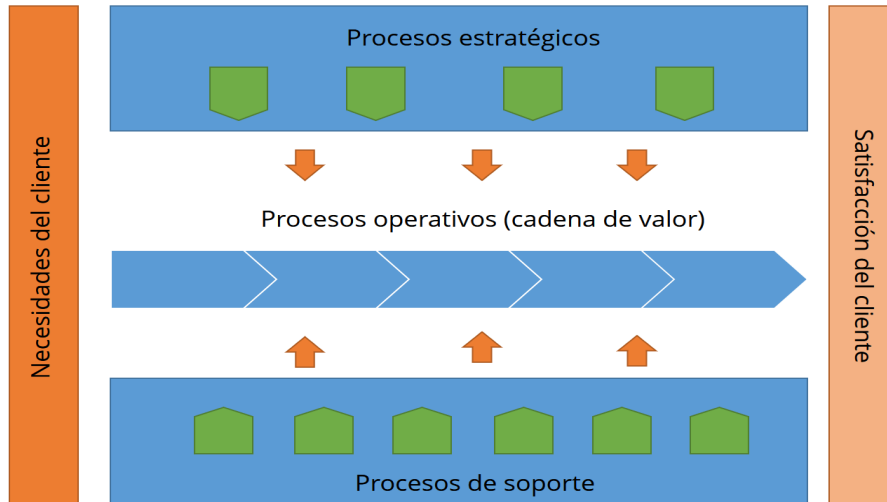 Necesidades del cliente
Procesos estratégicos
Procesos operativos (cadena de valor)
Procesos de soporte
Satisfacción del cliente